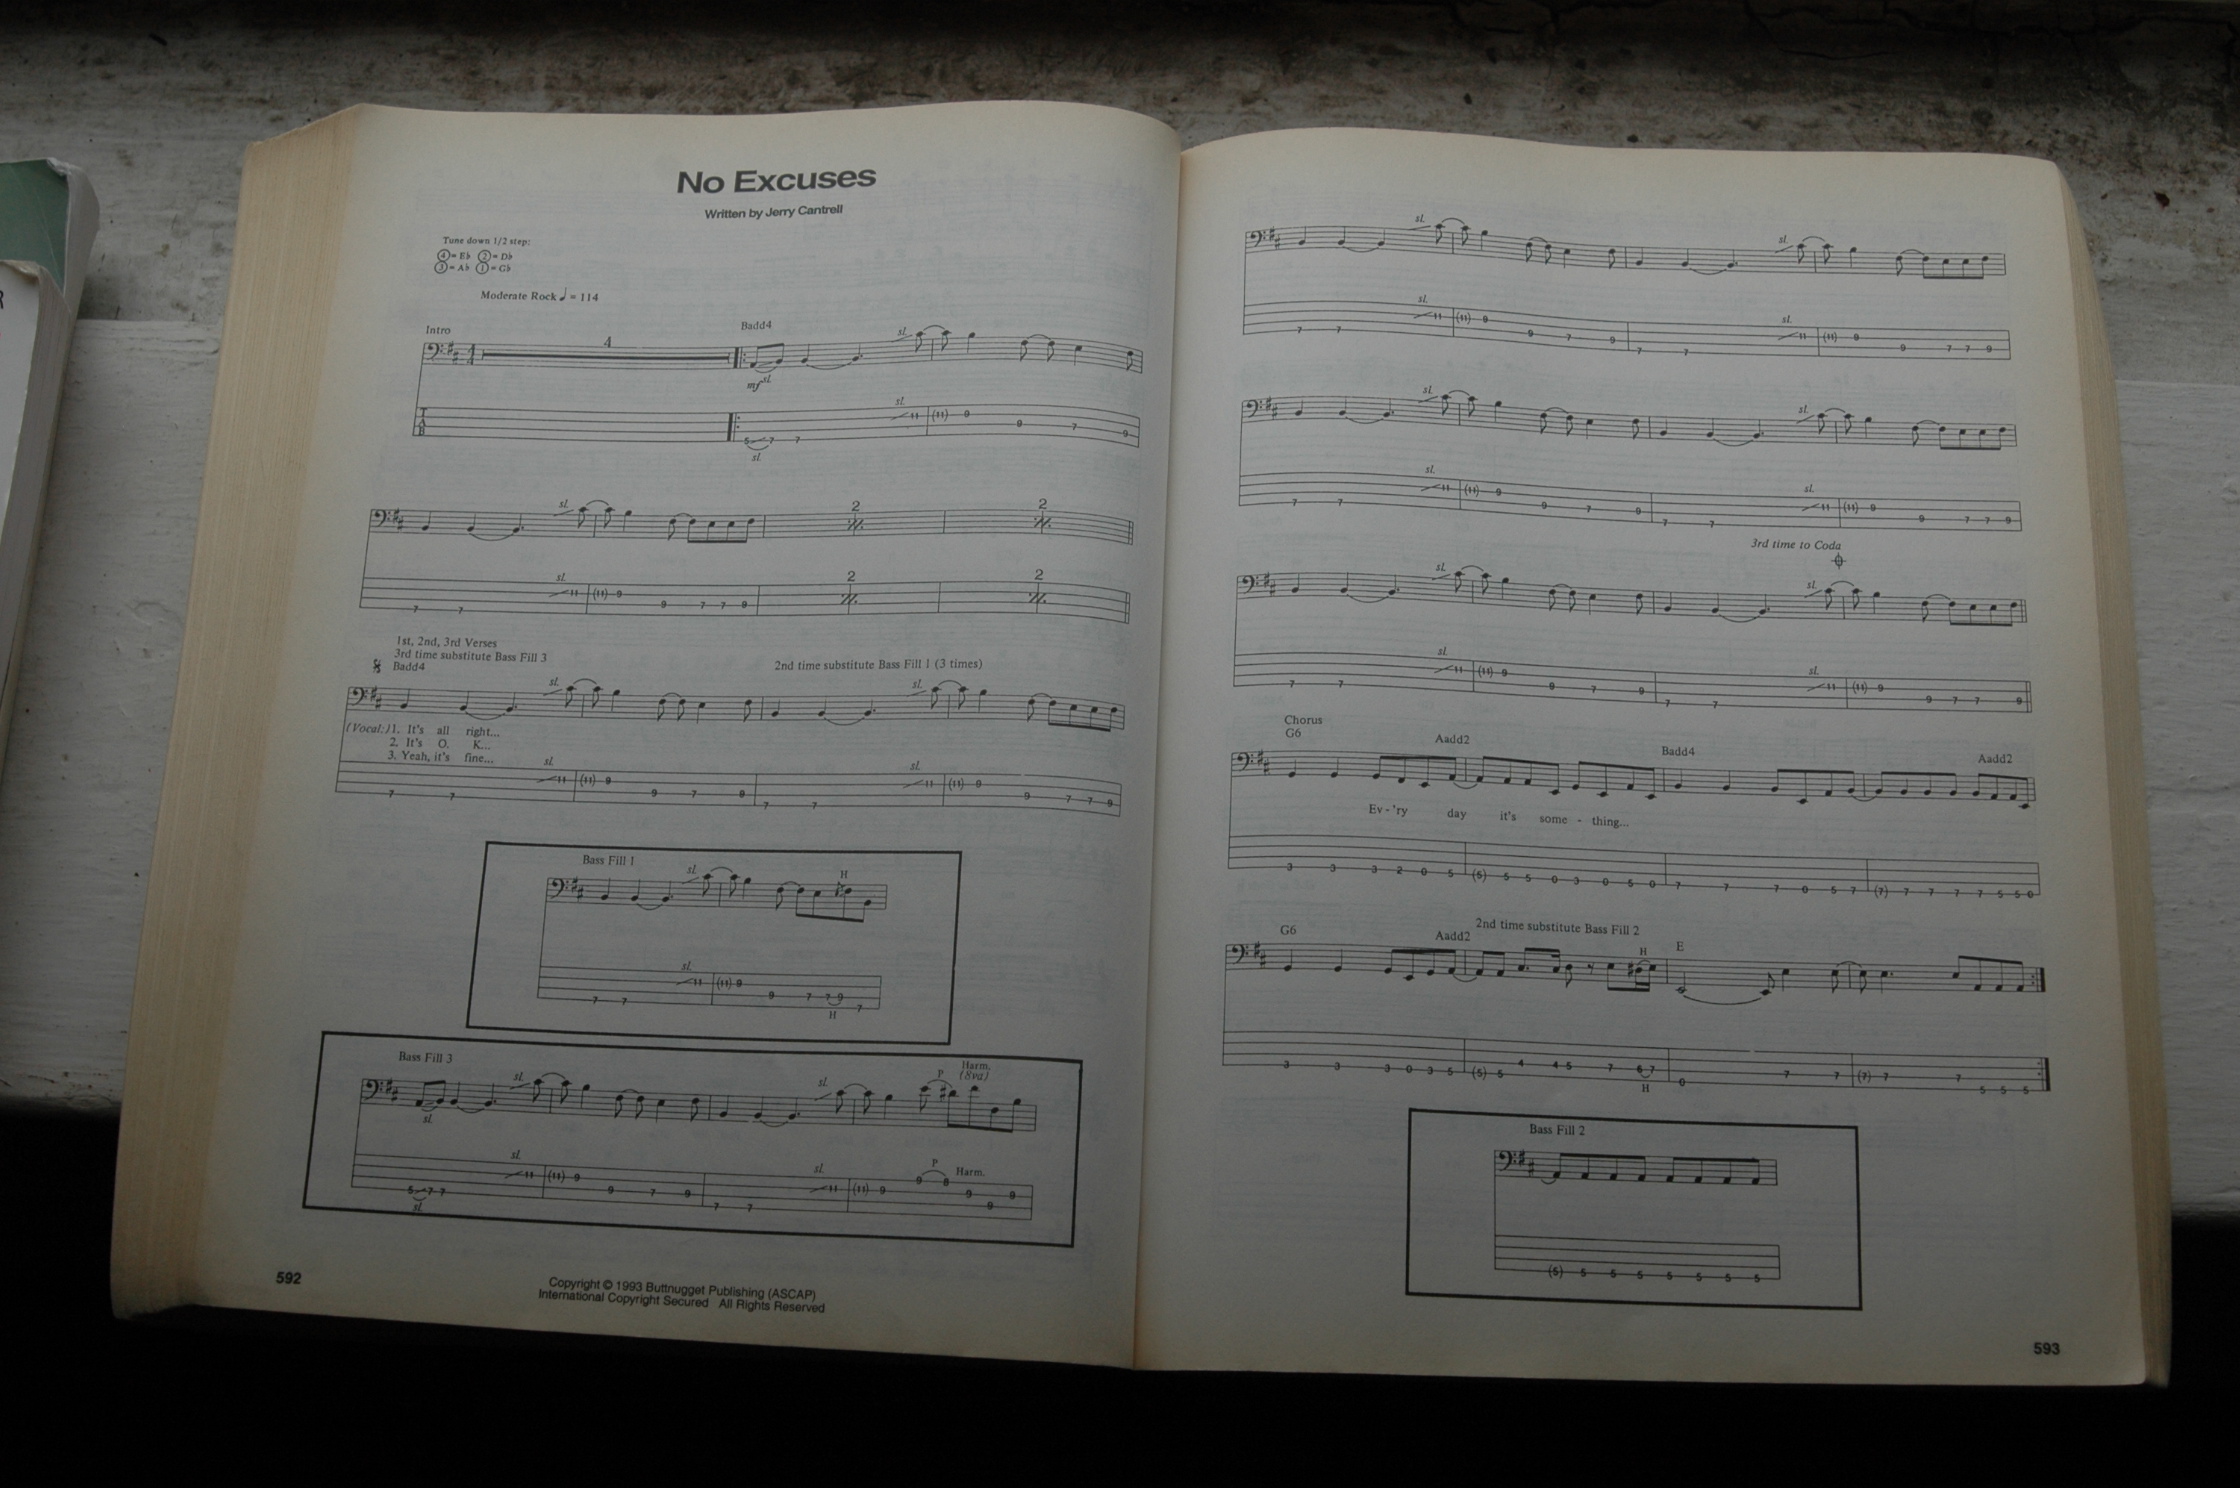 No Excuses
Written by Jerry Cantrell
Tune down 1/2 step:
④= E♭ ②= D♭
③= A♭ ①= G♭
Moderate Rock ♩ = 114
Intro
4
Badd4
sl.
mf sl.
T
A
B
sl.
5 7 7 11 (11) 9 9 7 9
sl.
sl.
2 2
sl. 2 2
7 7 11 (11) 9 9 7 7 9
1st, 2nd, 3rd Verses
3rd time substitute Bass Fill 3
Badd4
2nd time substitute Bass Fill 1 (3 times)
sl. sl.
(Vocal:) 1. It's all right...
2. It's O. K...
3. Yeah, it's fine...
sl. sl.
7 7 11 (11) 9 9 7 9 7 7 11 (11) 9 9 7 7 9
Bass Fill 1
sl. H
sl.
7 7 11 (11) 9 9 7 7 9 7
H
Bass Fill 3
sl. sl. P Harm.
(8va)
sl.
sl. sl. P Harm.
5 7 7 11 (11) 9 9 7 9 7 7 11 (11) 9 9 8 9 9 9
sl.
592
Copyright © 1993 Buttnugget Publishing (ASCAP)
International Copyright Secured All Rights Reserved
sl. sl.
sl. sl.
7 7 11 (11) 9 9 7 9 7 7 11 (11) 9 9 7 7 9
sl. sl.
sl. sl.
7 7 11 (11) 9 9 7 9 7 7 11 (11) 9 9 7 7 9
3rd time to Coda
sl. sl.
sl. sl.
7 7 11 (11) 9 9 7 9 7 7 11 (11) 9 9 7 7 9
Chorus
G6 Aadd2 Badd4 Aadd2
Ev-'ry day it's some - thing...
3 3 3 2 0 5 (5) 5 5 0 3 0 5 0 7 7 7 0 5 7 (7) 7 7 7 7 5 5 0
G6 Aadd2 2nd time substitute Bass Fill 2 E
H
3 3 3 0 3 5 (5) 5 4 4 5 7 6 7 0 7 7 (7) 7 7 5 5 5
H
Bass Fill 2
(5) 5 5 5 5 5 5 5
593